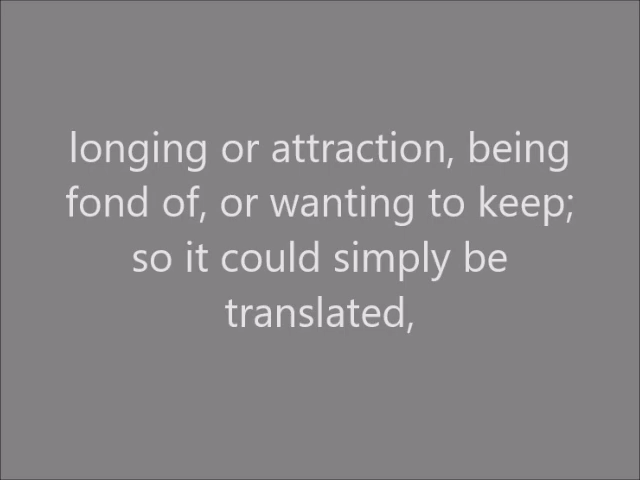 longing or attraction, being
fond of, or wanting to keep;
so it could simply be
translated,